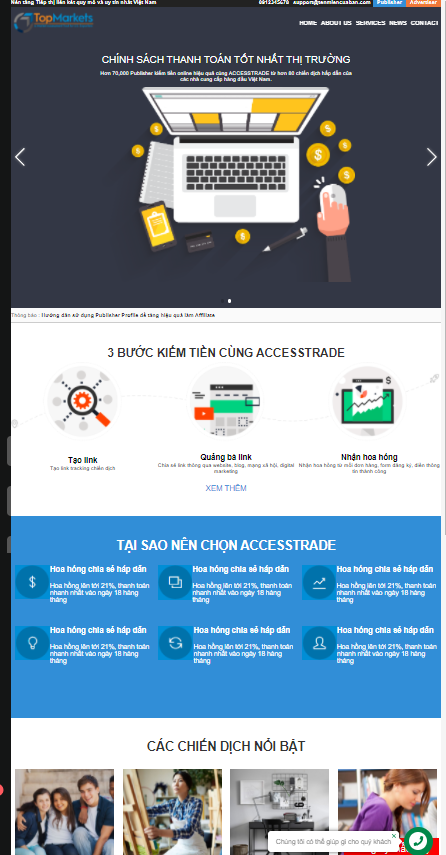 Nền tảng Tiếp thị liên kết quy mô và uy tín nhất Việt Nam
0912345678 support@tenmiencuaban.com Publisher Advertiser
TopMarkets
HOME ABOUT US SERVICES NEWS CONTACT
CHÍNH SÁCH THANH TOÁN TỐT NHẤT THỊ TRƯỜNG
Hơn 70,000 Publisher kiếm tiền online hiệu quả cùng ACCESSTRADE từ hơn 80 chiến dịch hấp dẫn của
các nhà cung cấp hàng đầu Việt Nam.
Thông báo : Hướng dẫn sử dụng Publisher Profile để tăng hiệu quả làm Affiliate
3 BƯỚC KIẾM TIỀN CÙNG ACCESSTRADE
Tạo link
Tạo link tracking chiến dịch
Quảng bá link
Chia sẻ link thông qua website, blog, mạng xã hội, digital
marketing
Nhận hoa hồng
Nhận hoa hồng từ mỗi đơn hàng, form đăng ký, điền thông
tin thành công
XEM THÊM
TẠI SAO NÊN CHỌN ACCESSTRADE
Hoa hồng chia sẻ hấp dẫn
Hoa hồng lên tới 21%, thanh toán
nhanh nhất vào ngày 18 hàng
tháng
Hoa hồng chia sẻ hấp dẫn
Hoa hồng lên tới 21%, thanh toán
nhanh nhất vào ngày 18 hàng
tháng
Hoa hồng chia sẻ hấp dẫn
Hoa hồng lên tới 21%, thanh toán
nhanh nhất vào ngày 18 hàng
tháng
Hoa hồng chia sẻ hấp dẫn
Hoa hồng lên tới 21%, thanh toán
nhanh nhất vào ngày 18 hàng
tháng
Hoa hồng chia sẻ hấp dẫn
Hoa hồng lên tới 21%, thanh toán
nhanh nhất vào ngày 18 hàng
tháng
Hoa hồng chia sẻ hấp dẫn
Hoa hồng lên tới 21%, thanh toán
nhanh nhất vào ngày 18 hàng
tháng
CÁC CHIẾN DỊCH NỔI BẬT
Chúng tôi có thể giúp gì cho quý khách